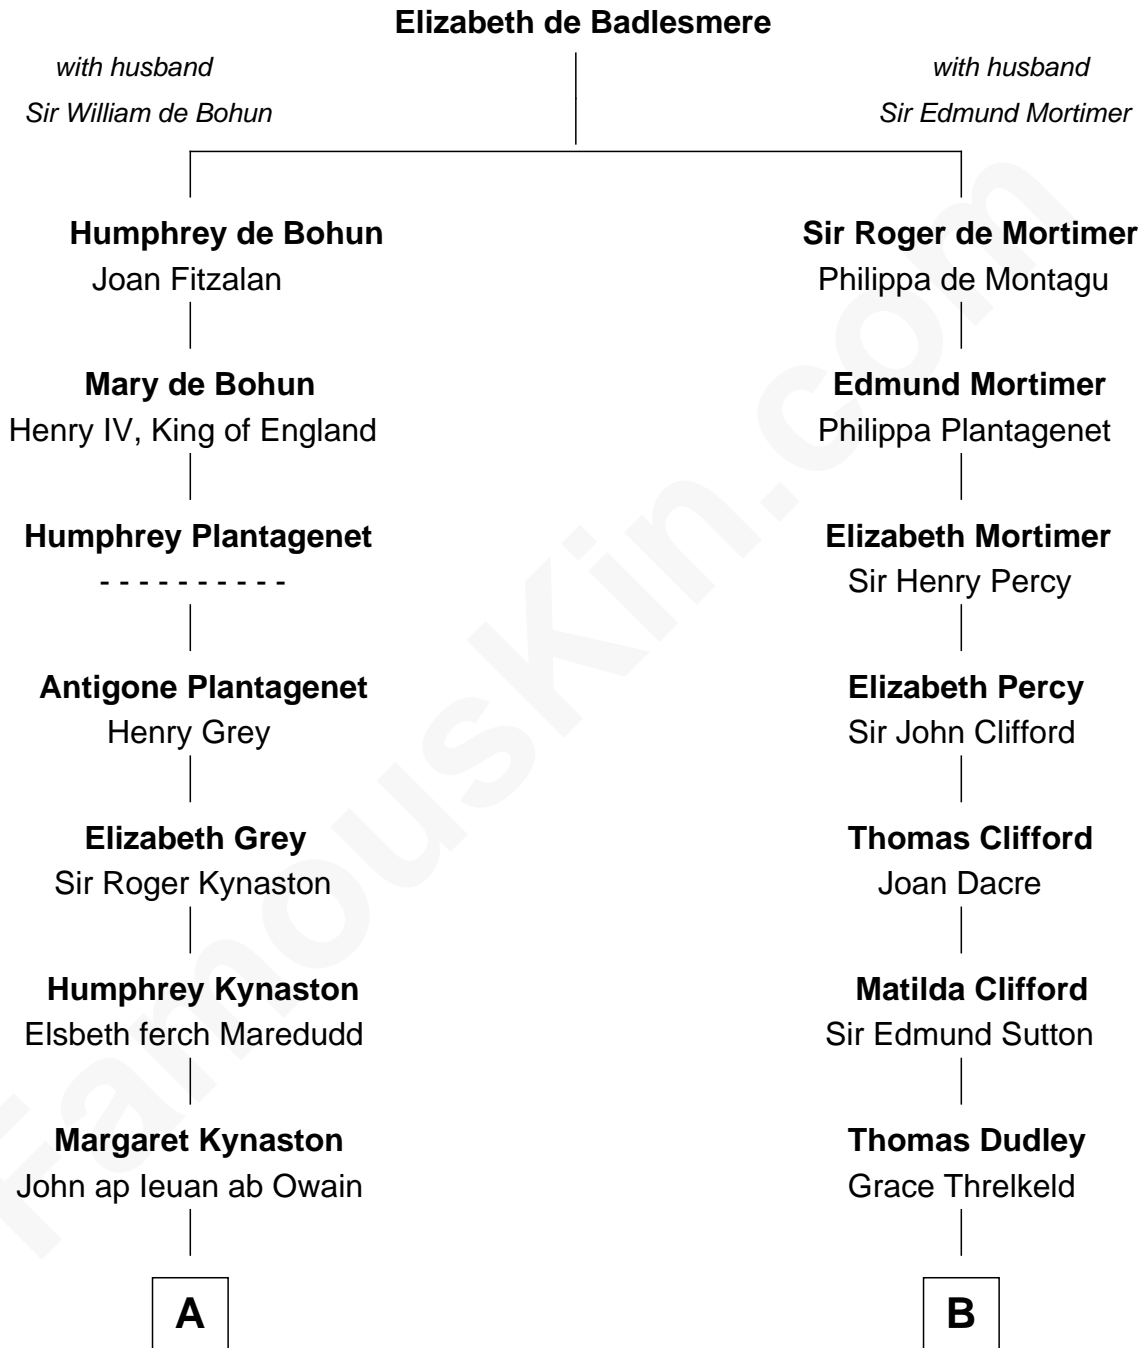 Elizabeth de Badlesmere
with husband
Sir William de Bohun
with husband
Sir Edmund Mortimer
Humphrey de Bohun
Joan Fitzalan
Sir Roger de Mortimer
Philippa de Montagu
Mary de Bohun
Henry IV, King of England
Edmund Mortimer
Philippa Plantagenet
Humphrey Plantagenet
- - - - - - - - - -
Elizabeth Mortimer
Sir Henry Percy
Antigone Plantagenet
Henry Grey
Elizabeth Percy
Sir John Clifford
Elizabeth Grey
Sir Roger Kynaston
Thomas Clifford
Joan Dacre
Humphrey Kynaston
Elsbeth ferch Maredudd
Matilda Clifford
Sir Edmund Sutton
Margaret Kynaston
John ap Ieuan ab Owain
Thomas Dudley
Grace Threlkeld
A
B
FamousKin.com